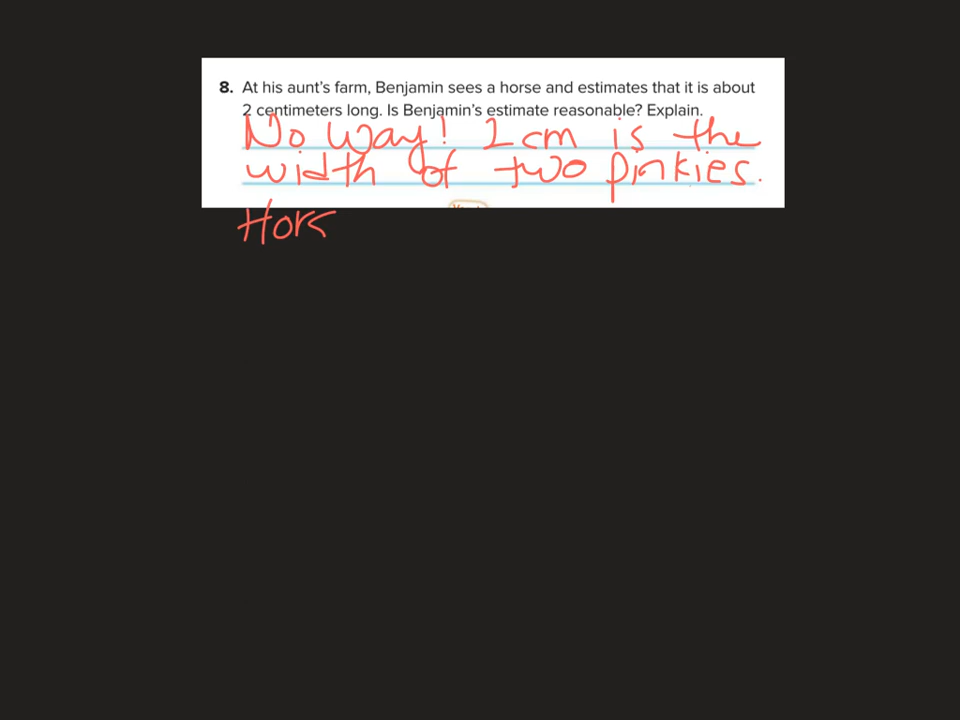 8. At his aunt's farm, Benjamin sees a horse and estimates that it is about
2 centimeters long. Is Benjamin's estimate reasonable? Explain.
No way! 2 cm is the
width of two pinkies.
Hors